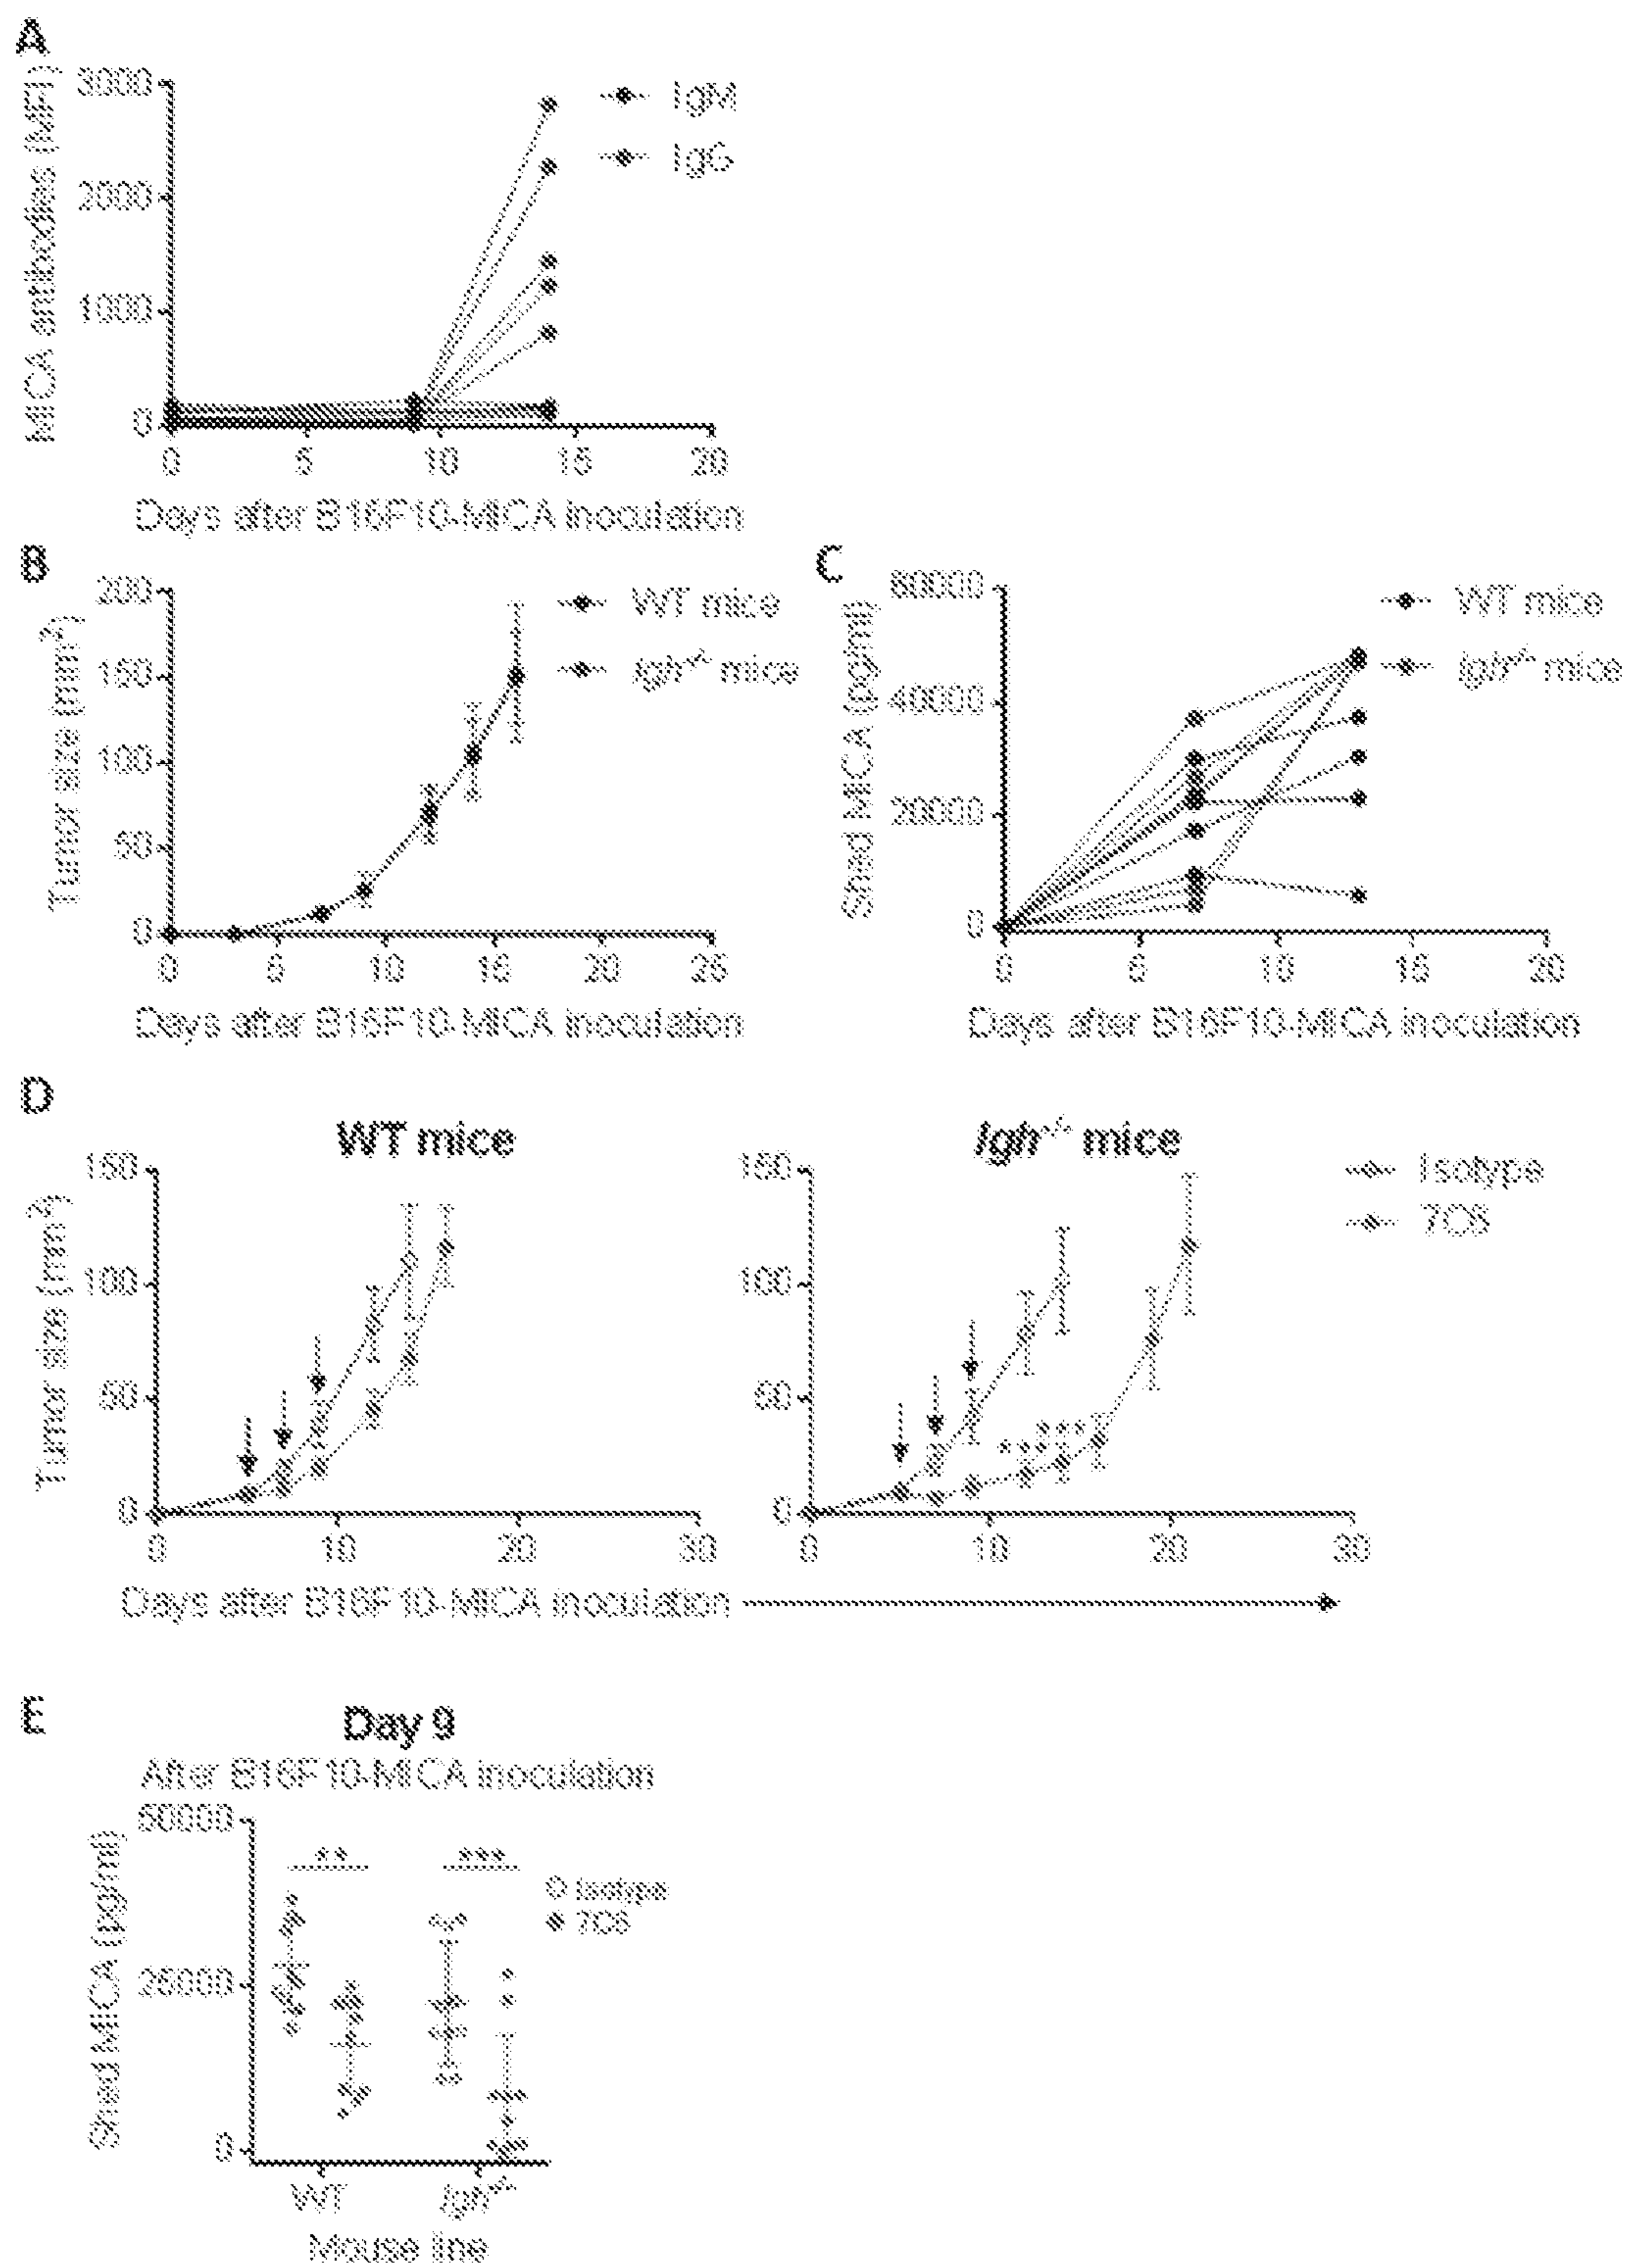 A
MICA antibodies (MFI)
3000
2000
1000
0
0 5 10 15 20
IgM
IgG
Days after B16F10-MICA inoculation
B
Tumor size (mm²)
200
150
100
50
0
0 5 10 15 20 25
WT mice
Igh-/- mice
Days after B16F10-MICA inoculation
C
Shed MICA (pg/ml)
60000
40000
20000
0
0 5 10 15 20
WT mice
Igh-/- mice
Days after B16F10-MICA inoculation
D
WT mice
Tumor size (mm²)
150
100
50
0
0 10 20 30
Igh-/- mice
150
100
50
0
0 10 20 30
***
***
Isotype
7C6
Days after B16F10-MICA inoculation
E
Day 9
After B16F10-MICA inoculation
Shed MICA (pg/ml)
50000
25000
0
**
***
Isotype
7C6
WT Igh-/-
Mouse line